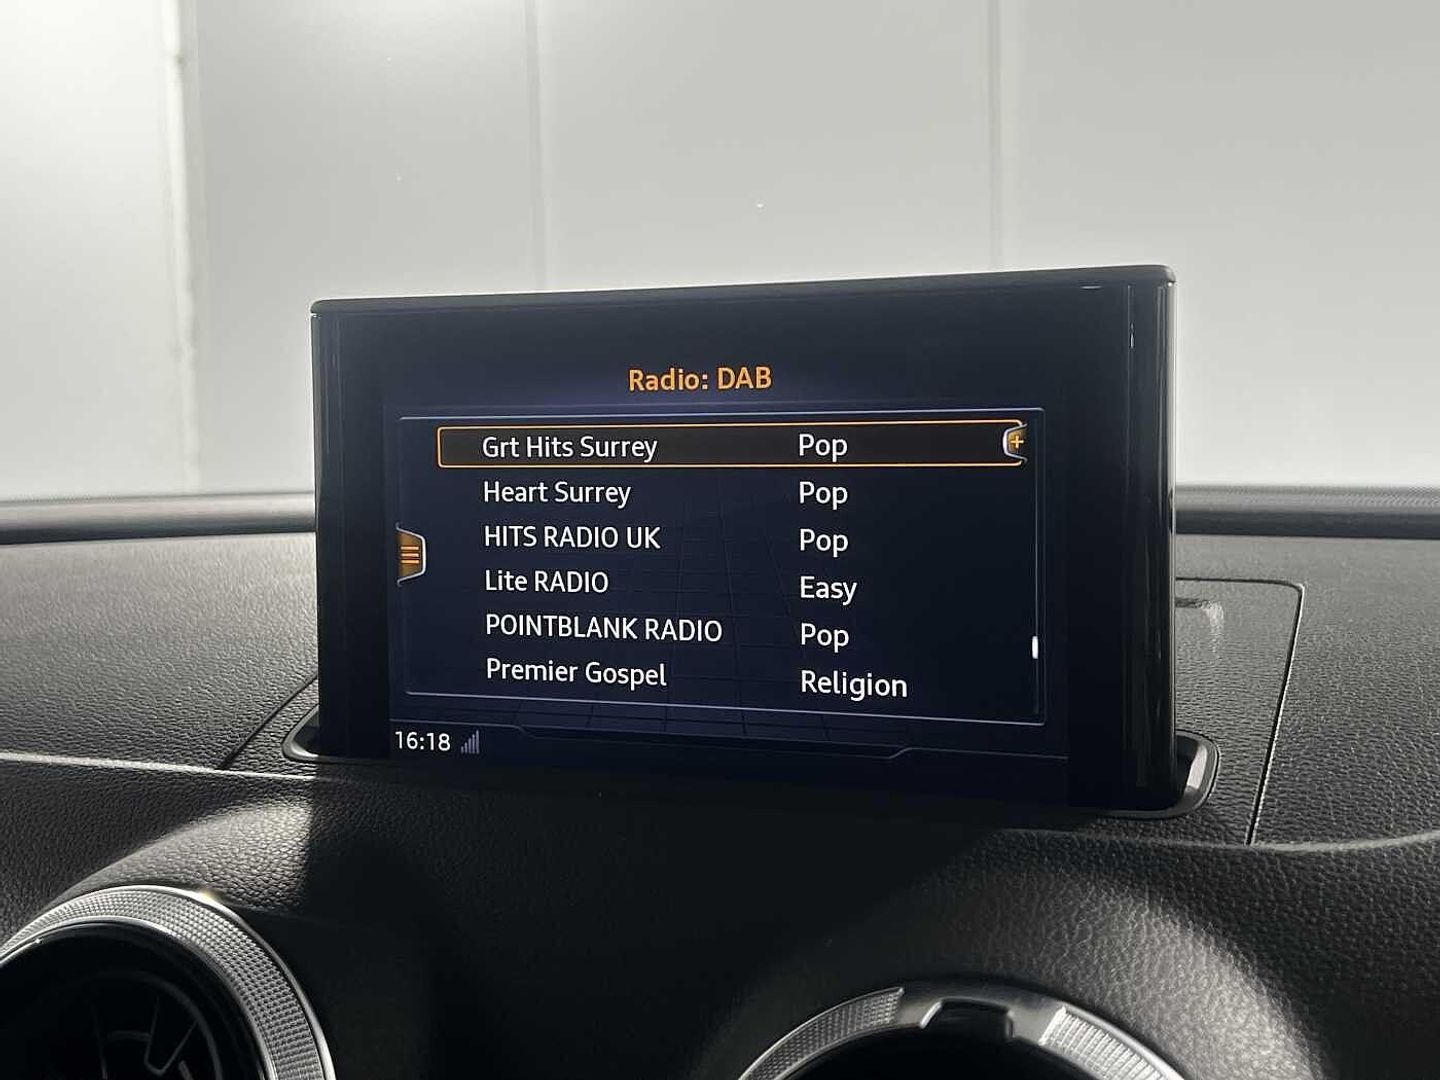 Radio: DAB
Grt Hits Surrey Pop
Heart Surrey Pop
HITS RADIO UK Pop
Lite RADIO Easy
POINTBLANK RADIO Pop
Premier Gospel Religion
16:18